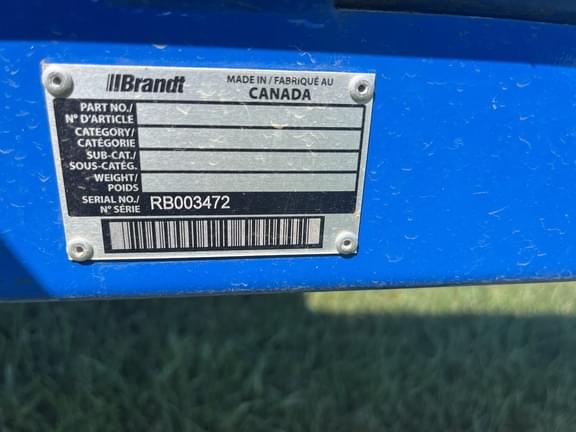 Brandt
MADE IN / FABRIQUÉ AU
CANADA
PART NO./
N° D'ARTICLE
CATEGORY/
CATÉGORIE
SUB-CAT./
SOUS-CATÉG.
WEIGHT/
POIDS
SERIAL NO./
N° SÉRIE
RB003472